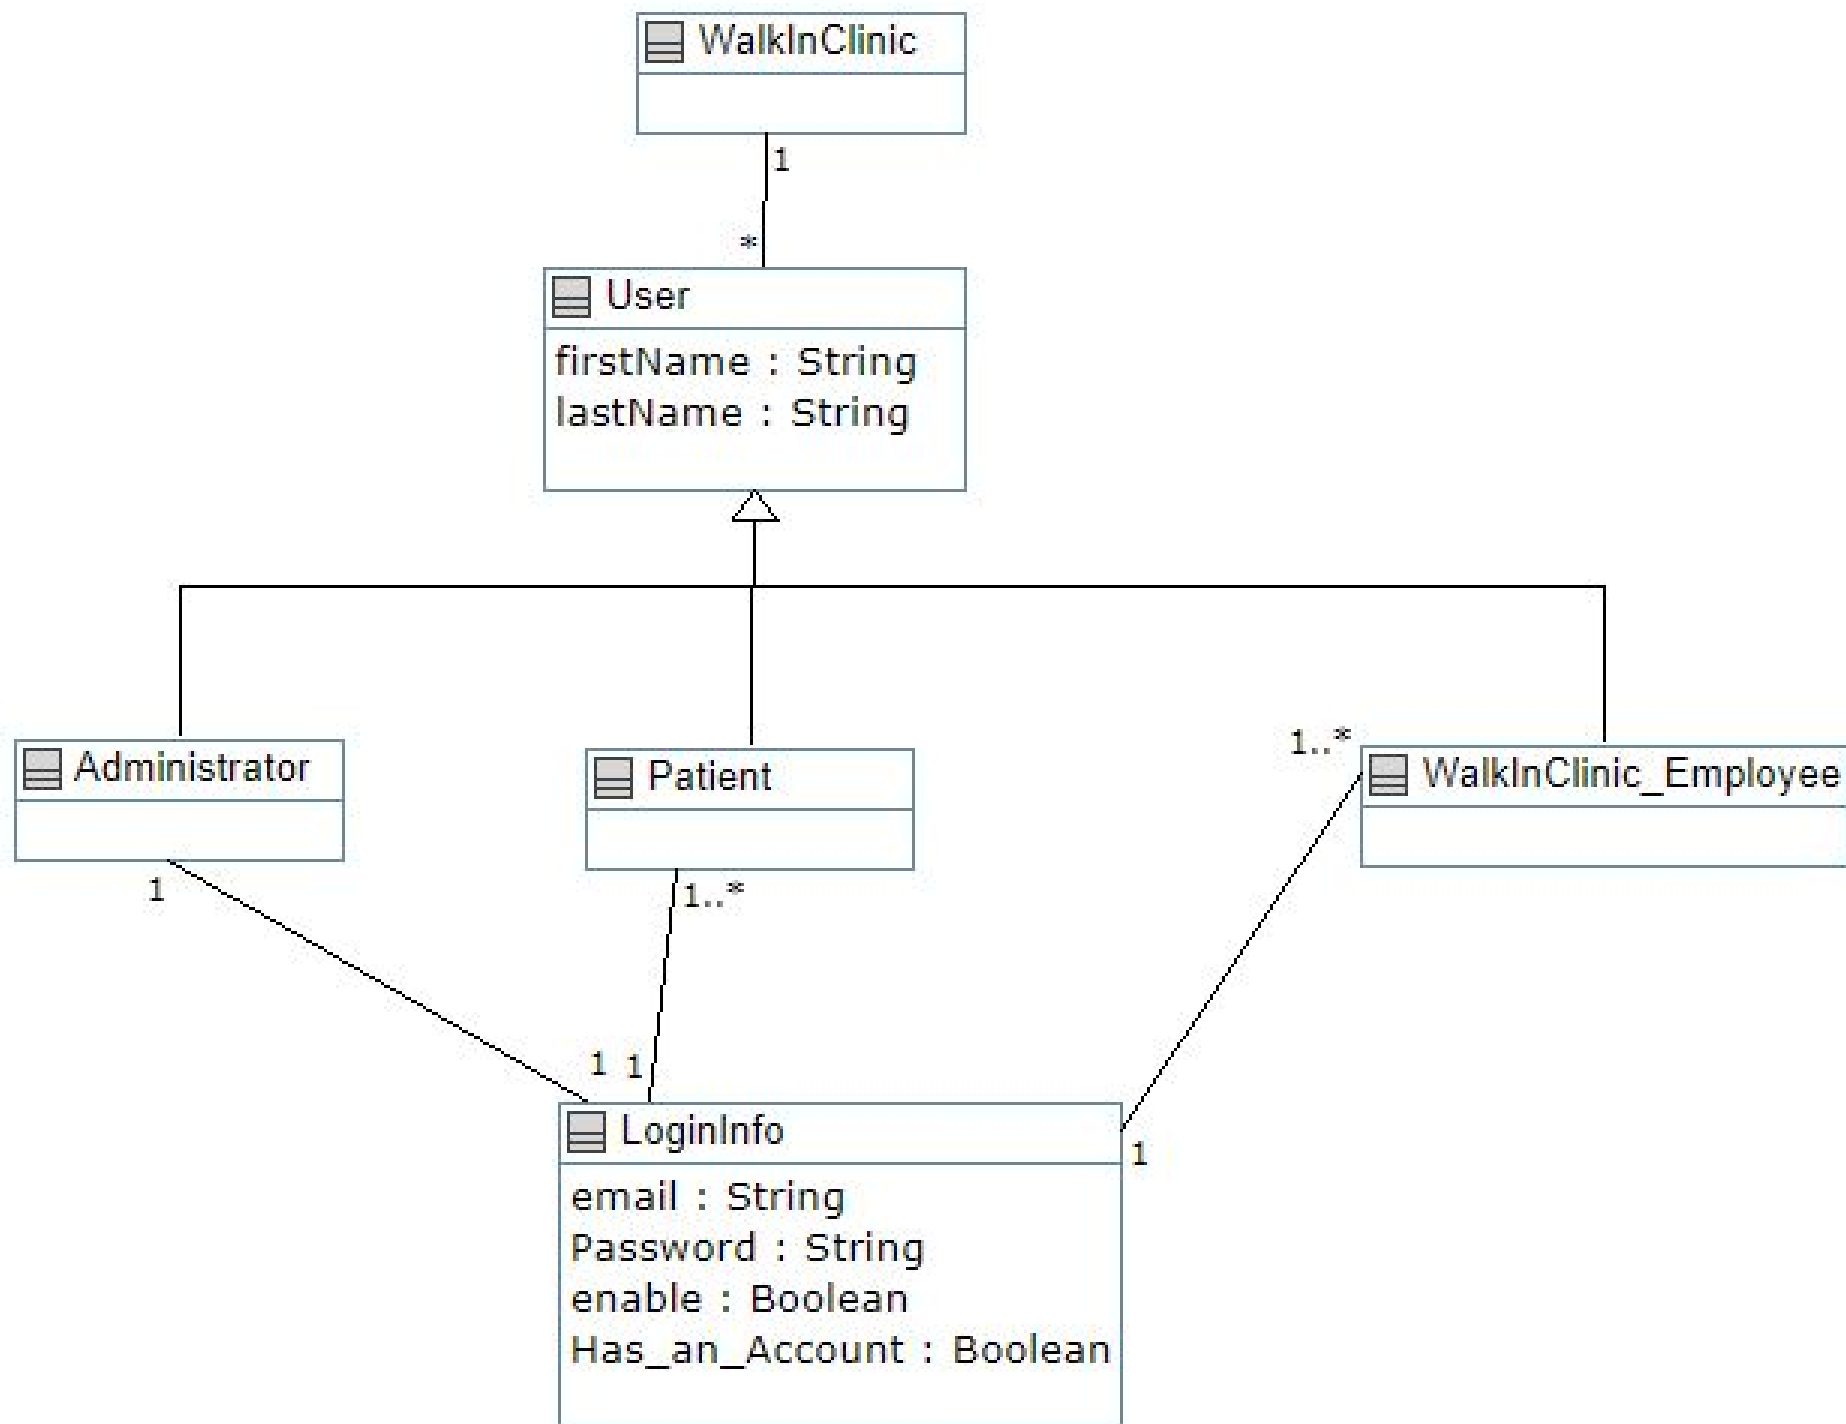 WalkInClinic
1
*
User
firstName : String
lastName : String
Administrator
Patient
1..*
WalkInClinic_Employee
1
1..*
1
1
LoginInfo
1
email : String
Password : String
enable : Boolean
Has_an_Account : Boolean